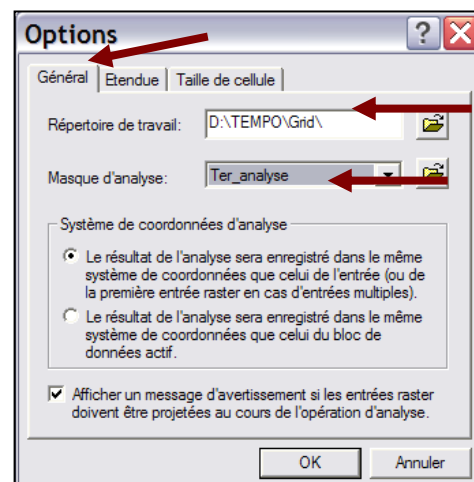 Options
Général Etendue Taille de cellule
Répertoire de travail: D:\TEMPO\Grid\
Masque d'analyse: Ter_analyse
Système de coordonnées d'analyse
Le résultat de l'analyse sera enregistré dans le même
système de coordonnées que celui de l'entrée (ou de
la première entrée raster en cas d'entrées multiples).
Le résultat de l'analyse sera enregistré dans le même
système de coordonnées que celui du bloc de
données actif.
Afficher un message d'avertissement si les entrées raster
doivent être projetées au cours de l'opération d'analyse.
OK Annuler